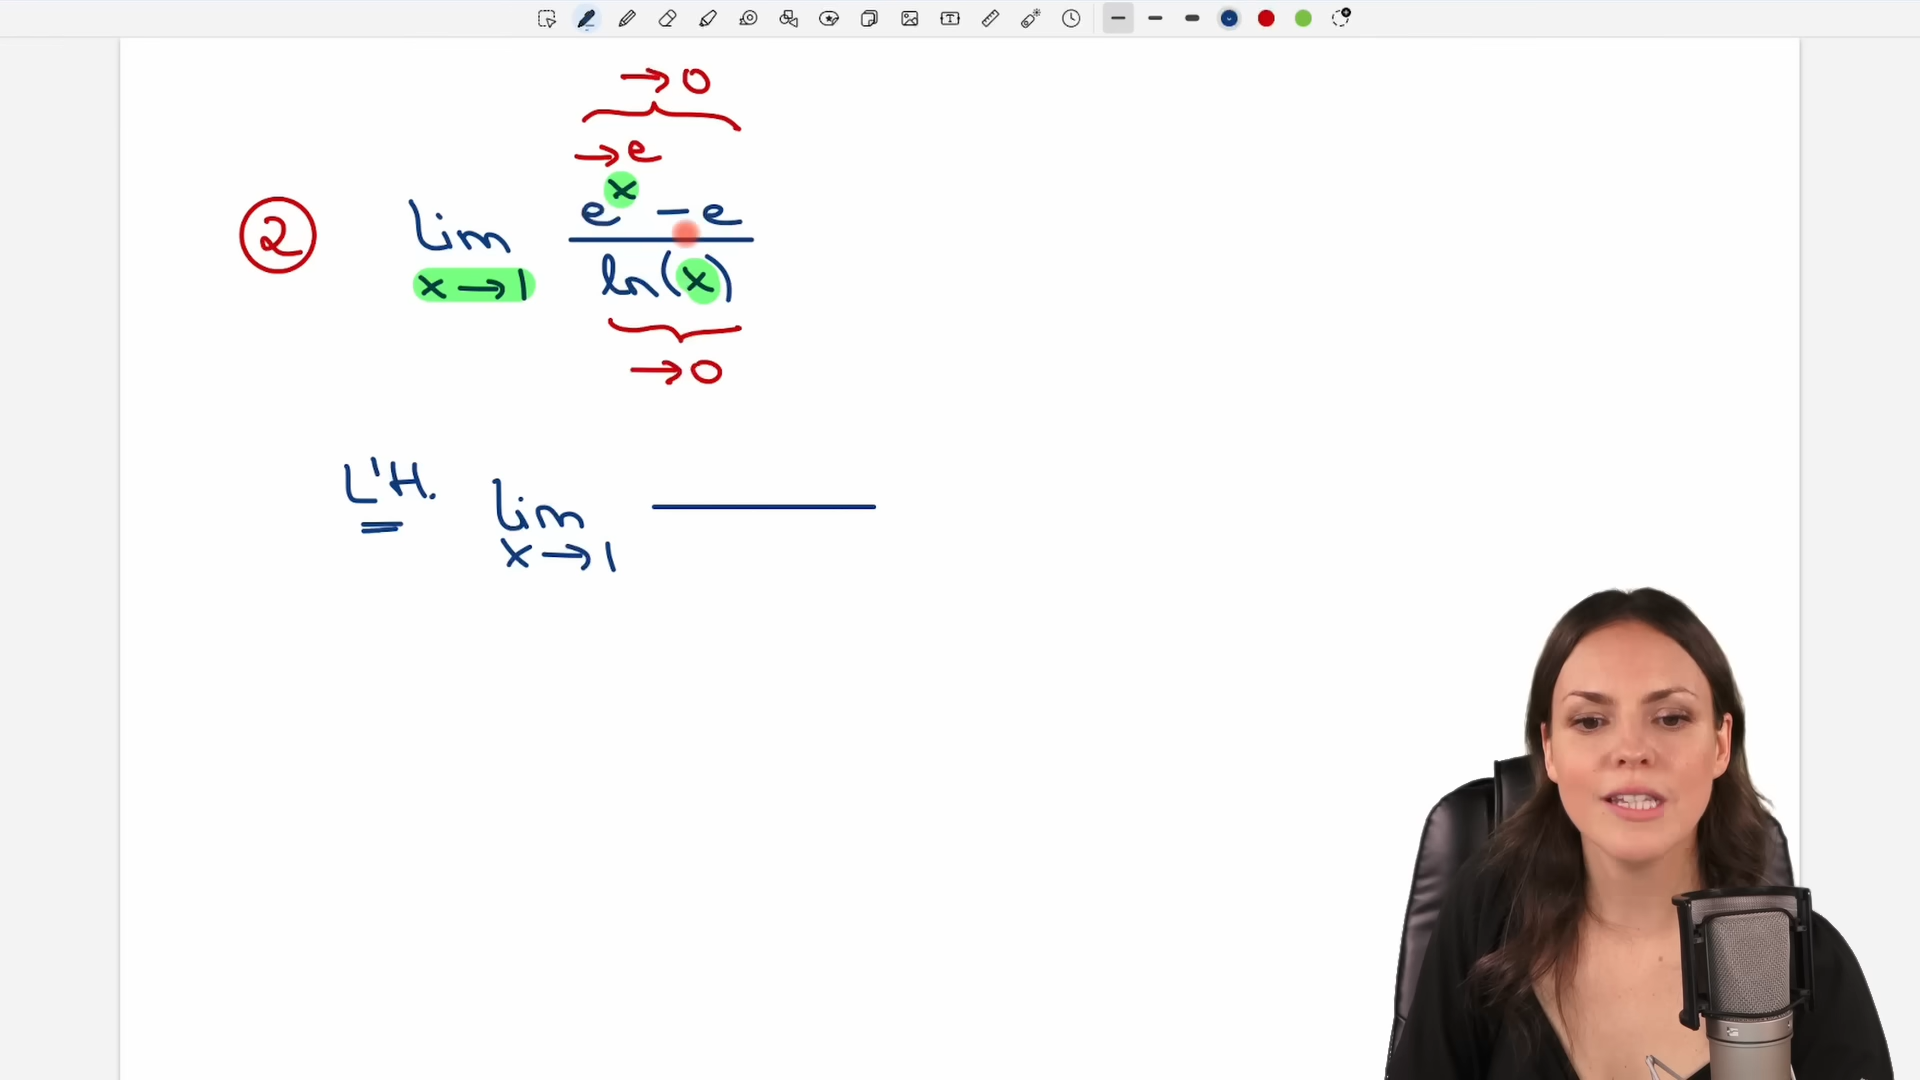 → 0
→ e
② lim x → 1 e^x - e / ln(x)
→ 0
L'H. lim x → 1